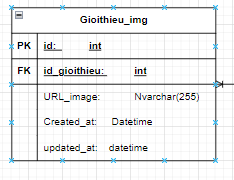 Gioithieu_img
PK id: int
FK id_gioithieu: int
URL_image: Nvarchar(255)
Created_at: Datetime
updated_at: datetime